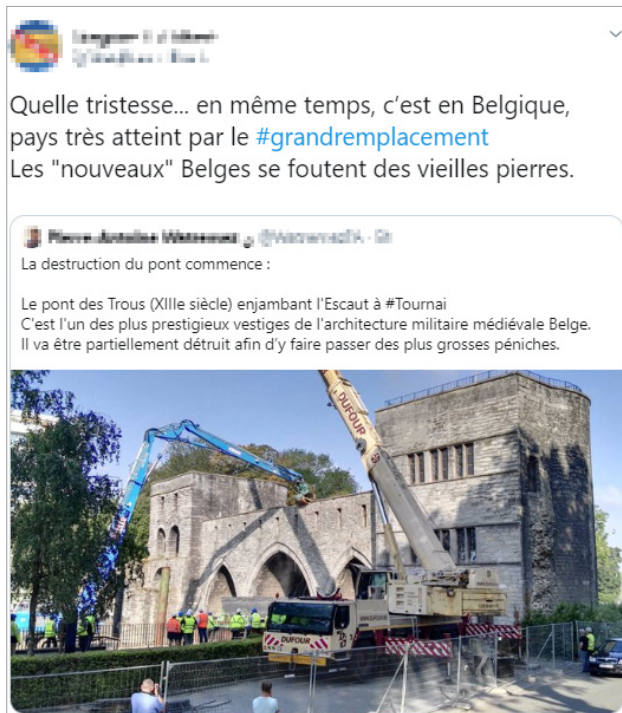 Quelle tristesse... en même temps, c’est en Belgique,
pays très atteint par le #grandremplacement
Les "nouveaux" Belges se foutent des vieilles pierres.
La destruction du pont commence :
Le pont des Trous (XIIIe siècle) enjambant l'Escaut à #Tournai
C'est l'un des plus prestigieux vestiges de l'architecture militaire médiévale Belge.
Il va être partiellement détruit afin d’y faire passer des plus grosses péniches.
DUFOUR
DUFOUR